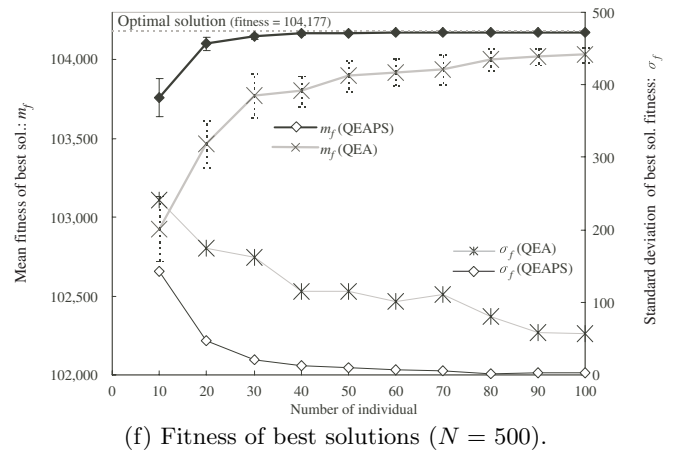 Optimal solution (fitness = 104,177)
500
104,000
400
103,500
300
103,000
200
102,500
100
102,000
0
Mean fitness of best sol.: m_f
Standard deviation of best sol. fitness: σ_f
m_f (QEAPS)
m_f (QEA)
σ_f (QEA)
σ_f (QEAPS)
0 10 20 30 40 50 60 70 80 90 100
Number of individual
(f) Fitness of best solutions (N = 500).